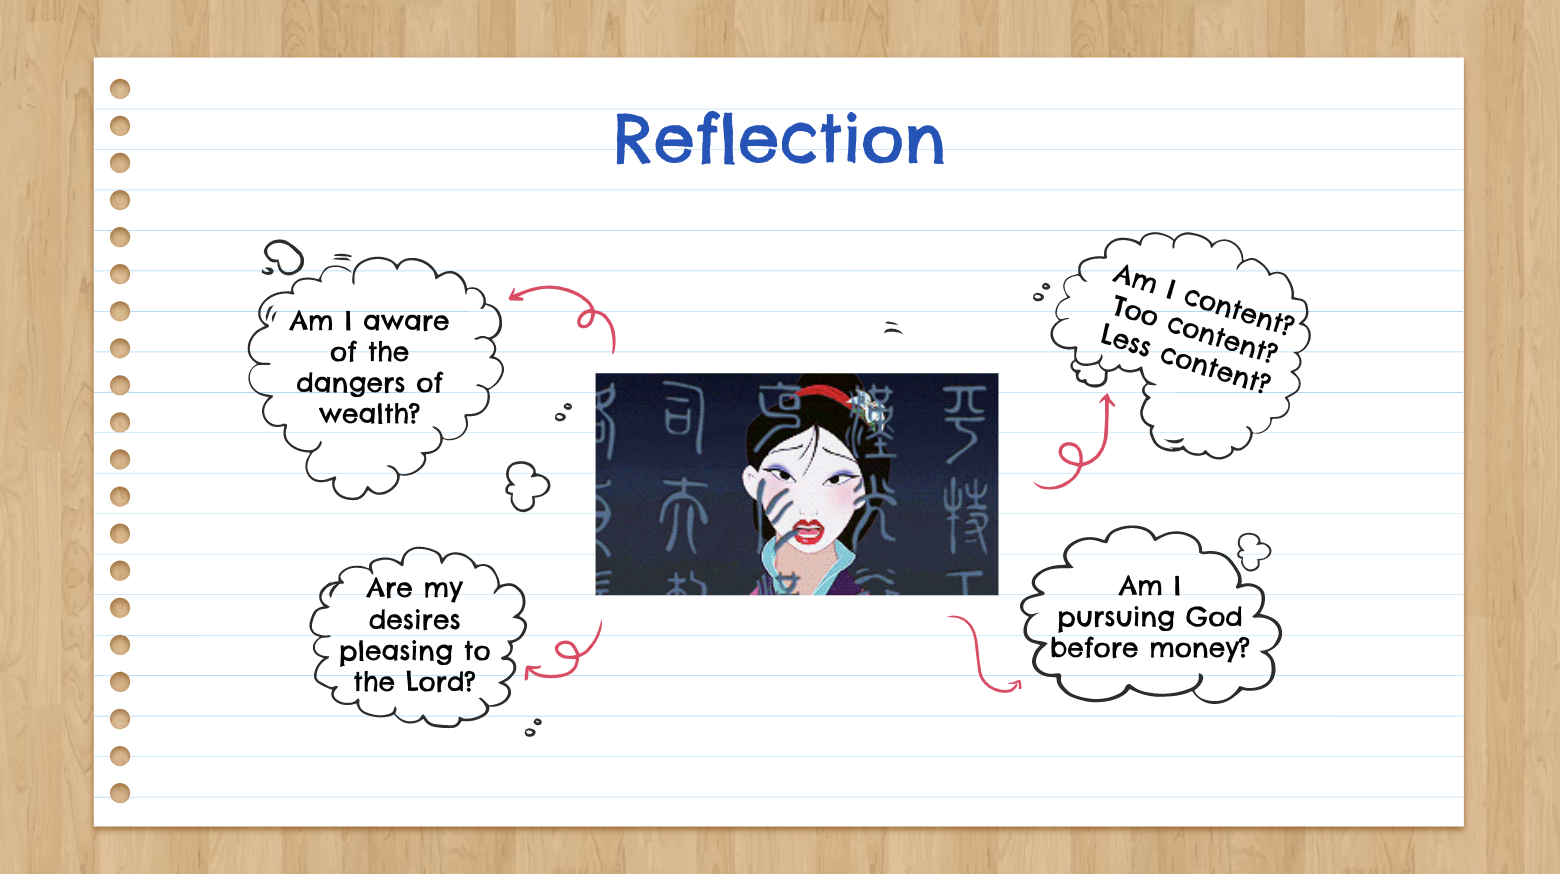 Reflection
Am I aware
of the
dangers of
wealth?
Am I content?
Too content?
Less content?
Are my
desires
pleasing to
the Lord?
Am I
pursuing God
before money?
司